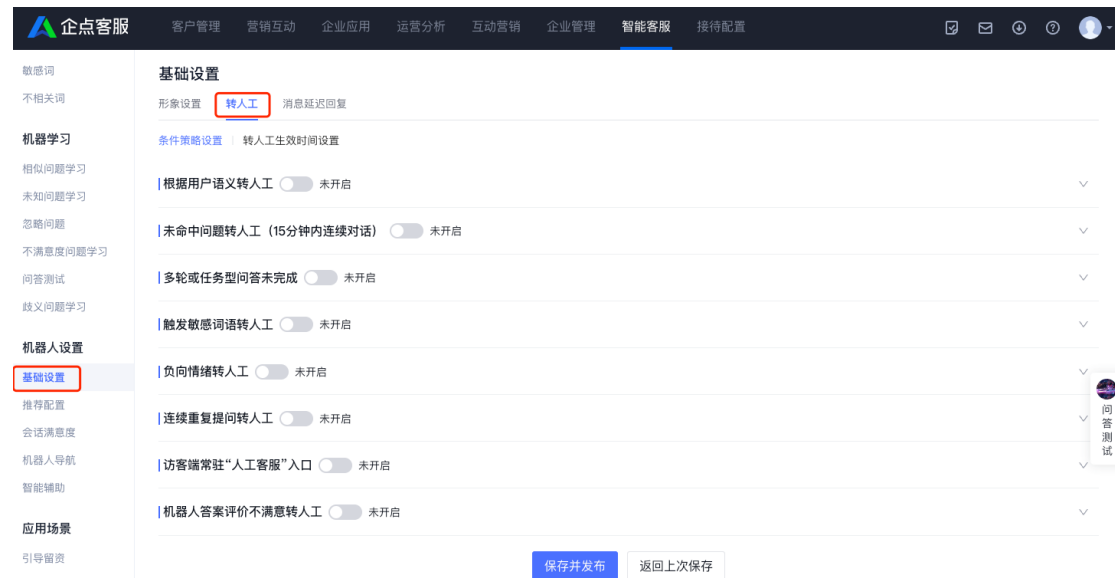 企点客服 客户管理 营销互动 企业应用 运营分析 互动营销 企业管理 智能客服 接待配置
敏感词
不相关词
机器学习
相似问题学习
未知问题学习
忽略问题
不满意度问题学习
问答测试
歧义问题学习
机器人设置
基础设置
推荐配置
会话满意度
机器人导航
智能辅助
应用场景
引导留资
基础设置
形象设置 转人工 消息延迟回复
条件策略设置 转人工生效时间设置
根据用户语义转人工 未开启
未命中问题转人工（15分钟内连续对话） 未开启
多轮或任务型问答未完成 未开启
触发敏感词语转人工 未开启
负向情绪转人工 未开启
连续重复提问转人工 未开启
访客端常驻“人工客服”入口 未开启
机器人答案评价不满意转人工 未开启
保存并发布 返回上次保存
问答测试